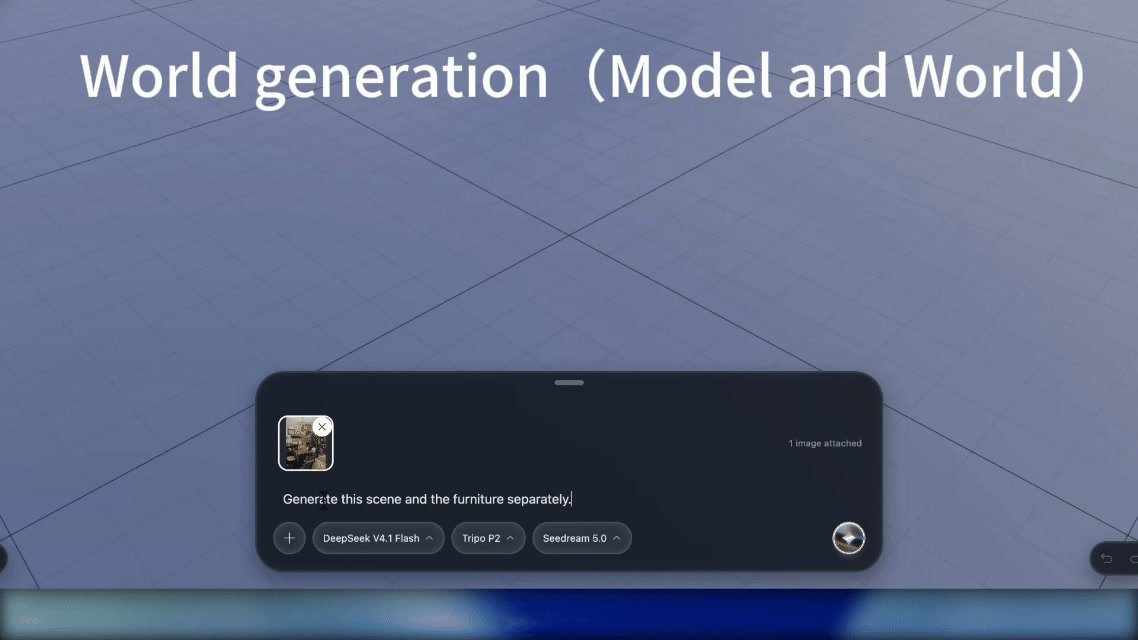 World generation（Model and World）
1 image attached
Generate this scene and the furniture separately.
DeepSeek V4.1 Flash
Tripo P2
Seedream 5.0